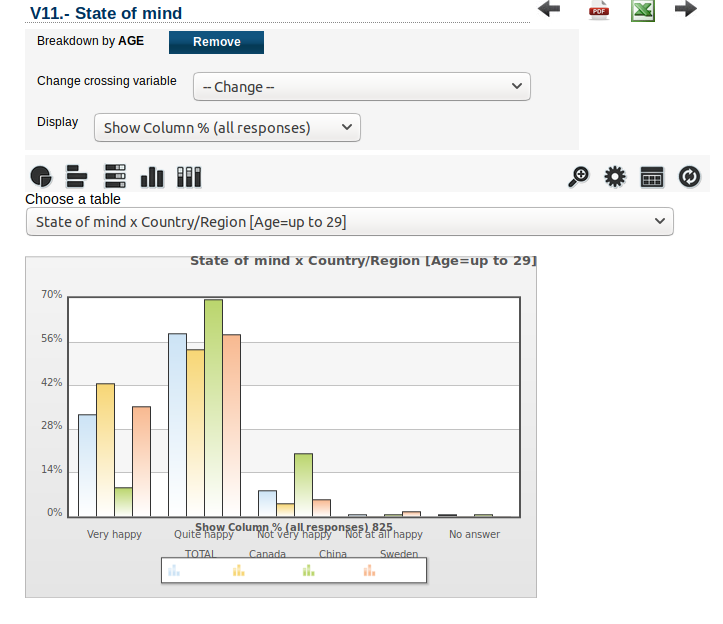 V11.- State of mind
PDF
Breakdown by AGE
Remove
Change crossing variable
-- Change --
Display
Show Column % (all responses)
Choose a table
State of mind x Country/Region [Age=up to 29]
State of mind x Country/Region [Age=up to 29]
70%
56%
42%
28%
14%
0%
Show Column % (all responses) 825
Very happy Quite happy Not very happy Not at all happy No answer
TOTAL Canada China Sweden